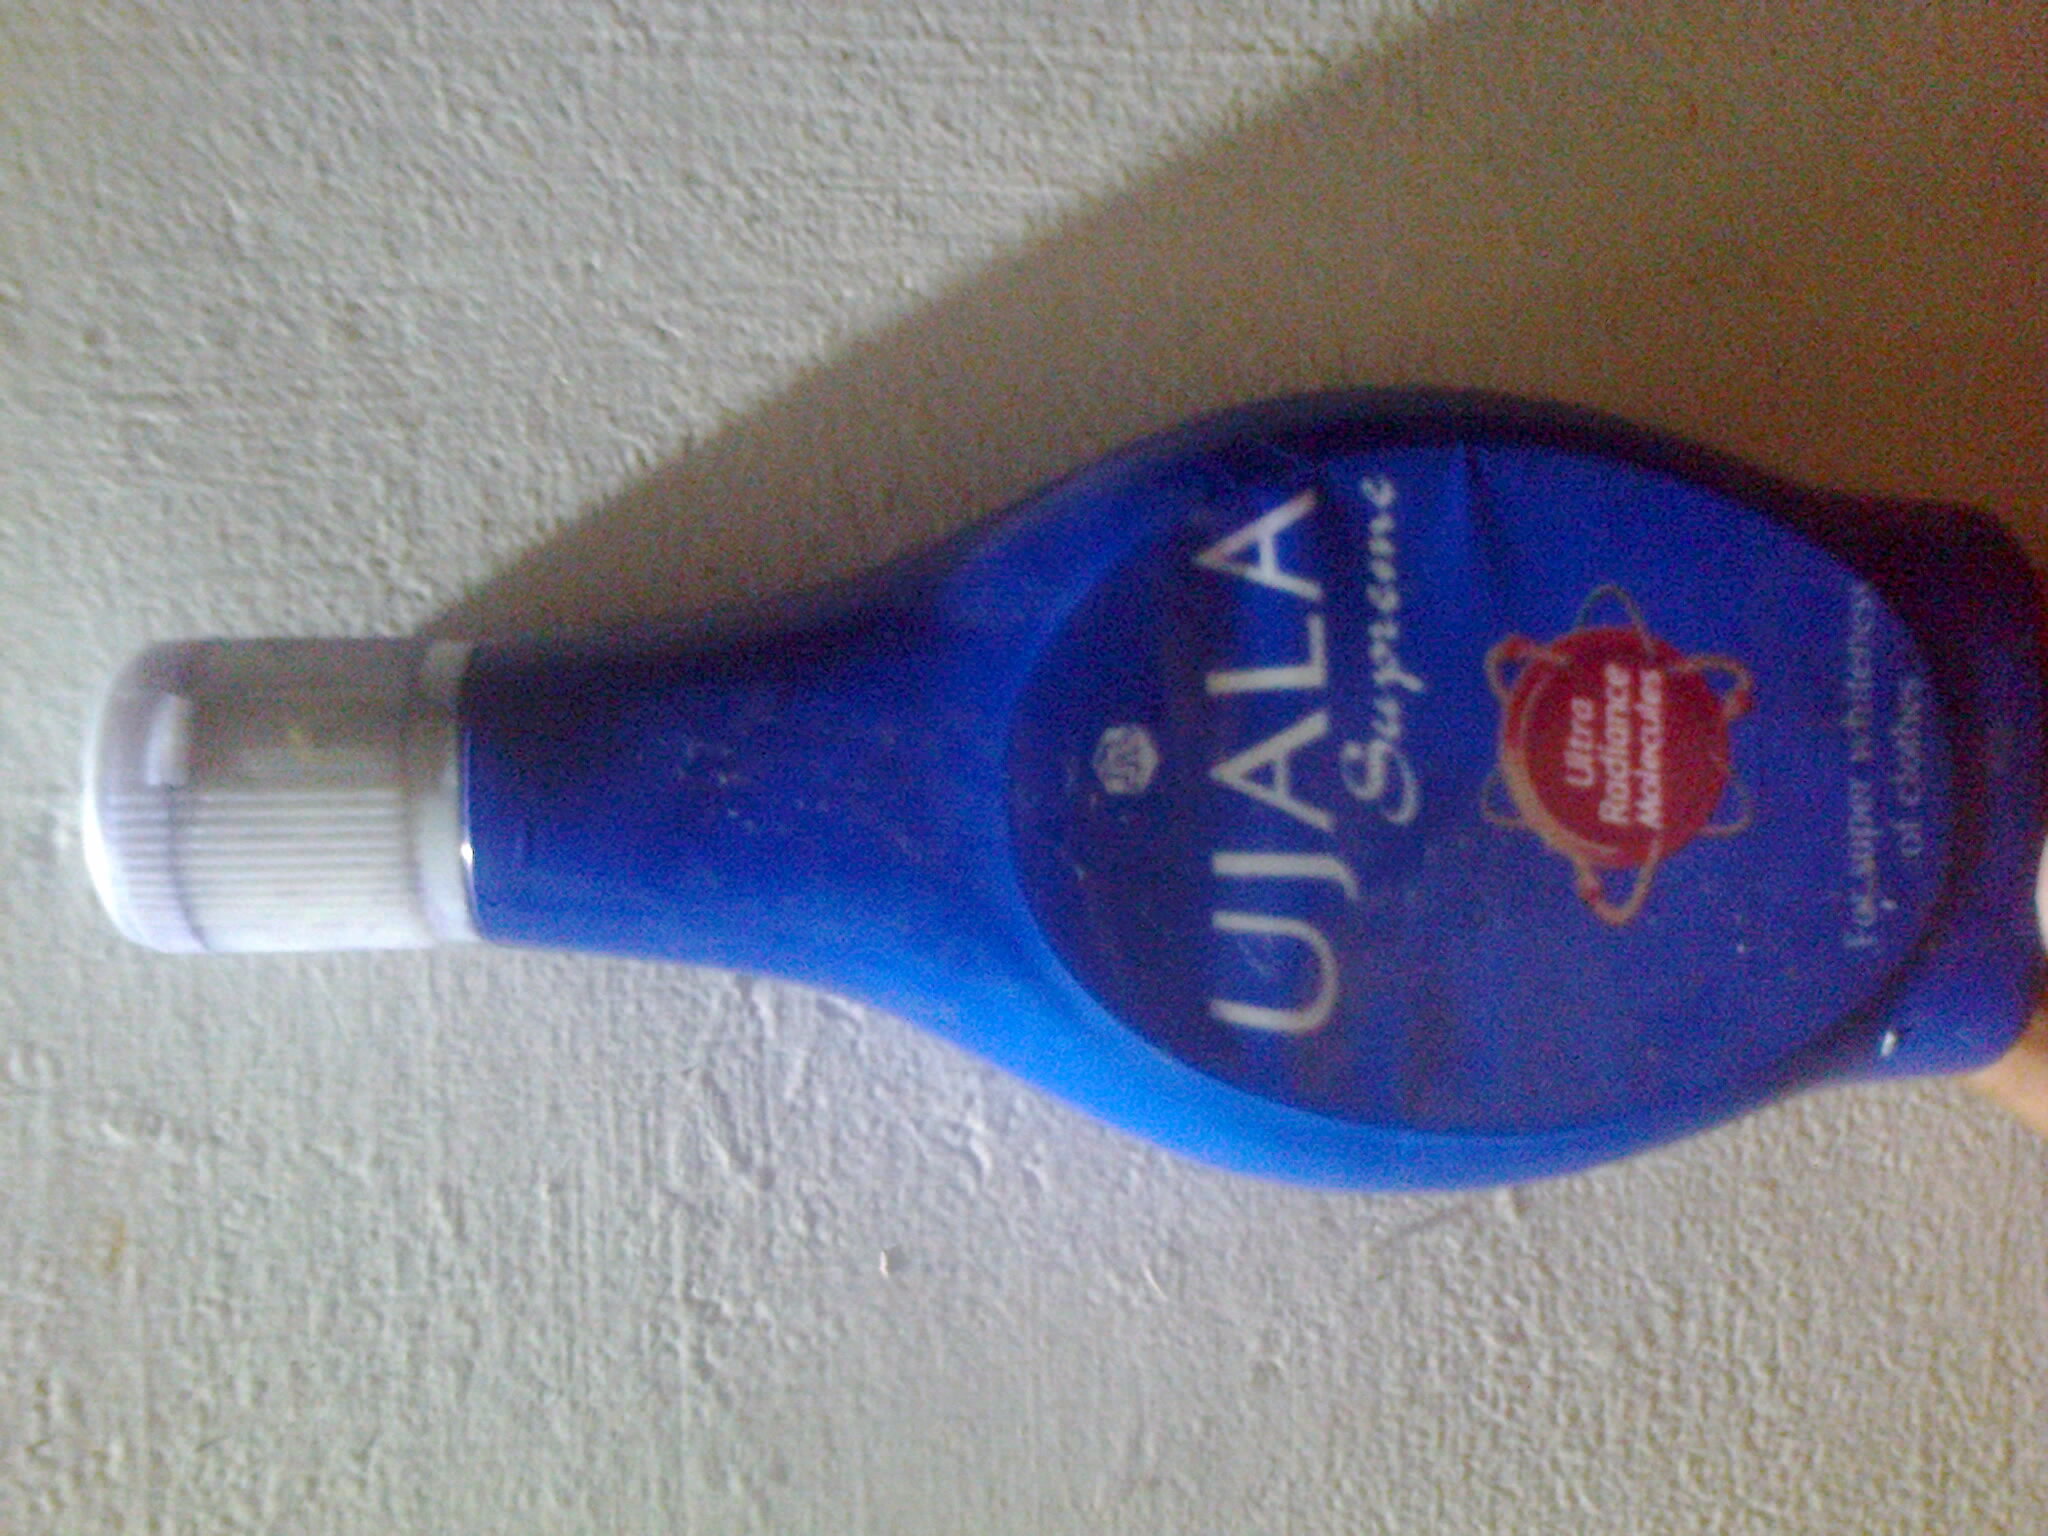 UJALA
Supreme
Ultra
Radiance
Molecules
For super whiteness
of clothes